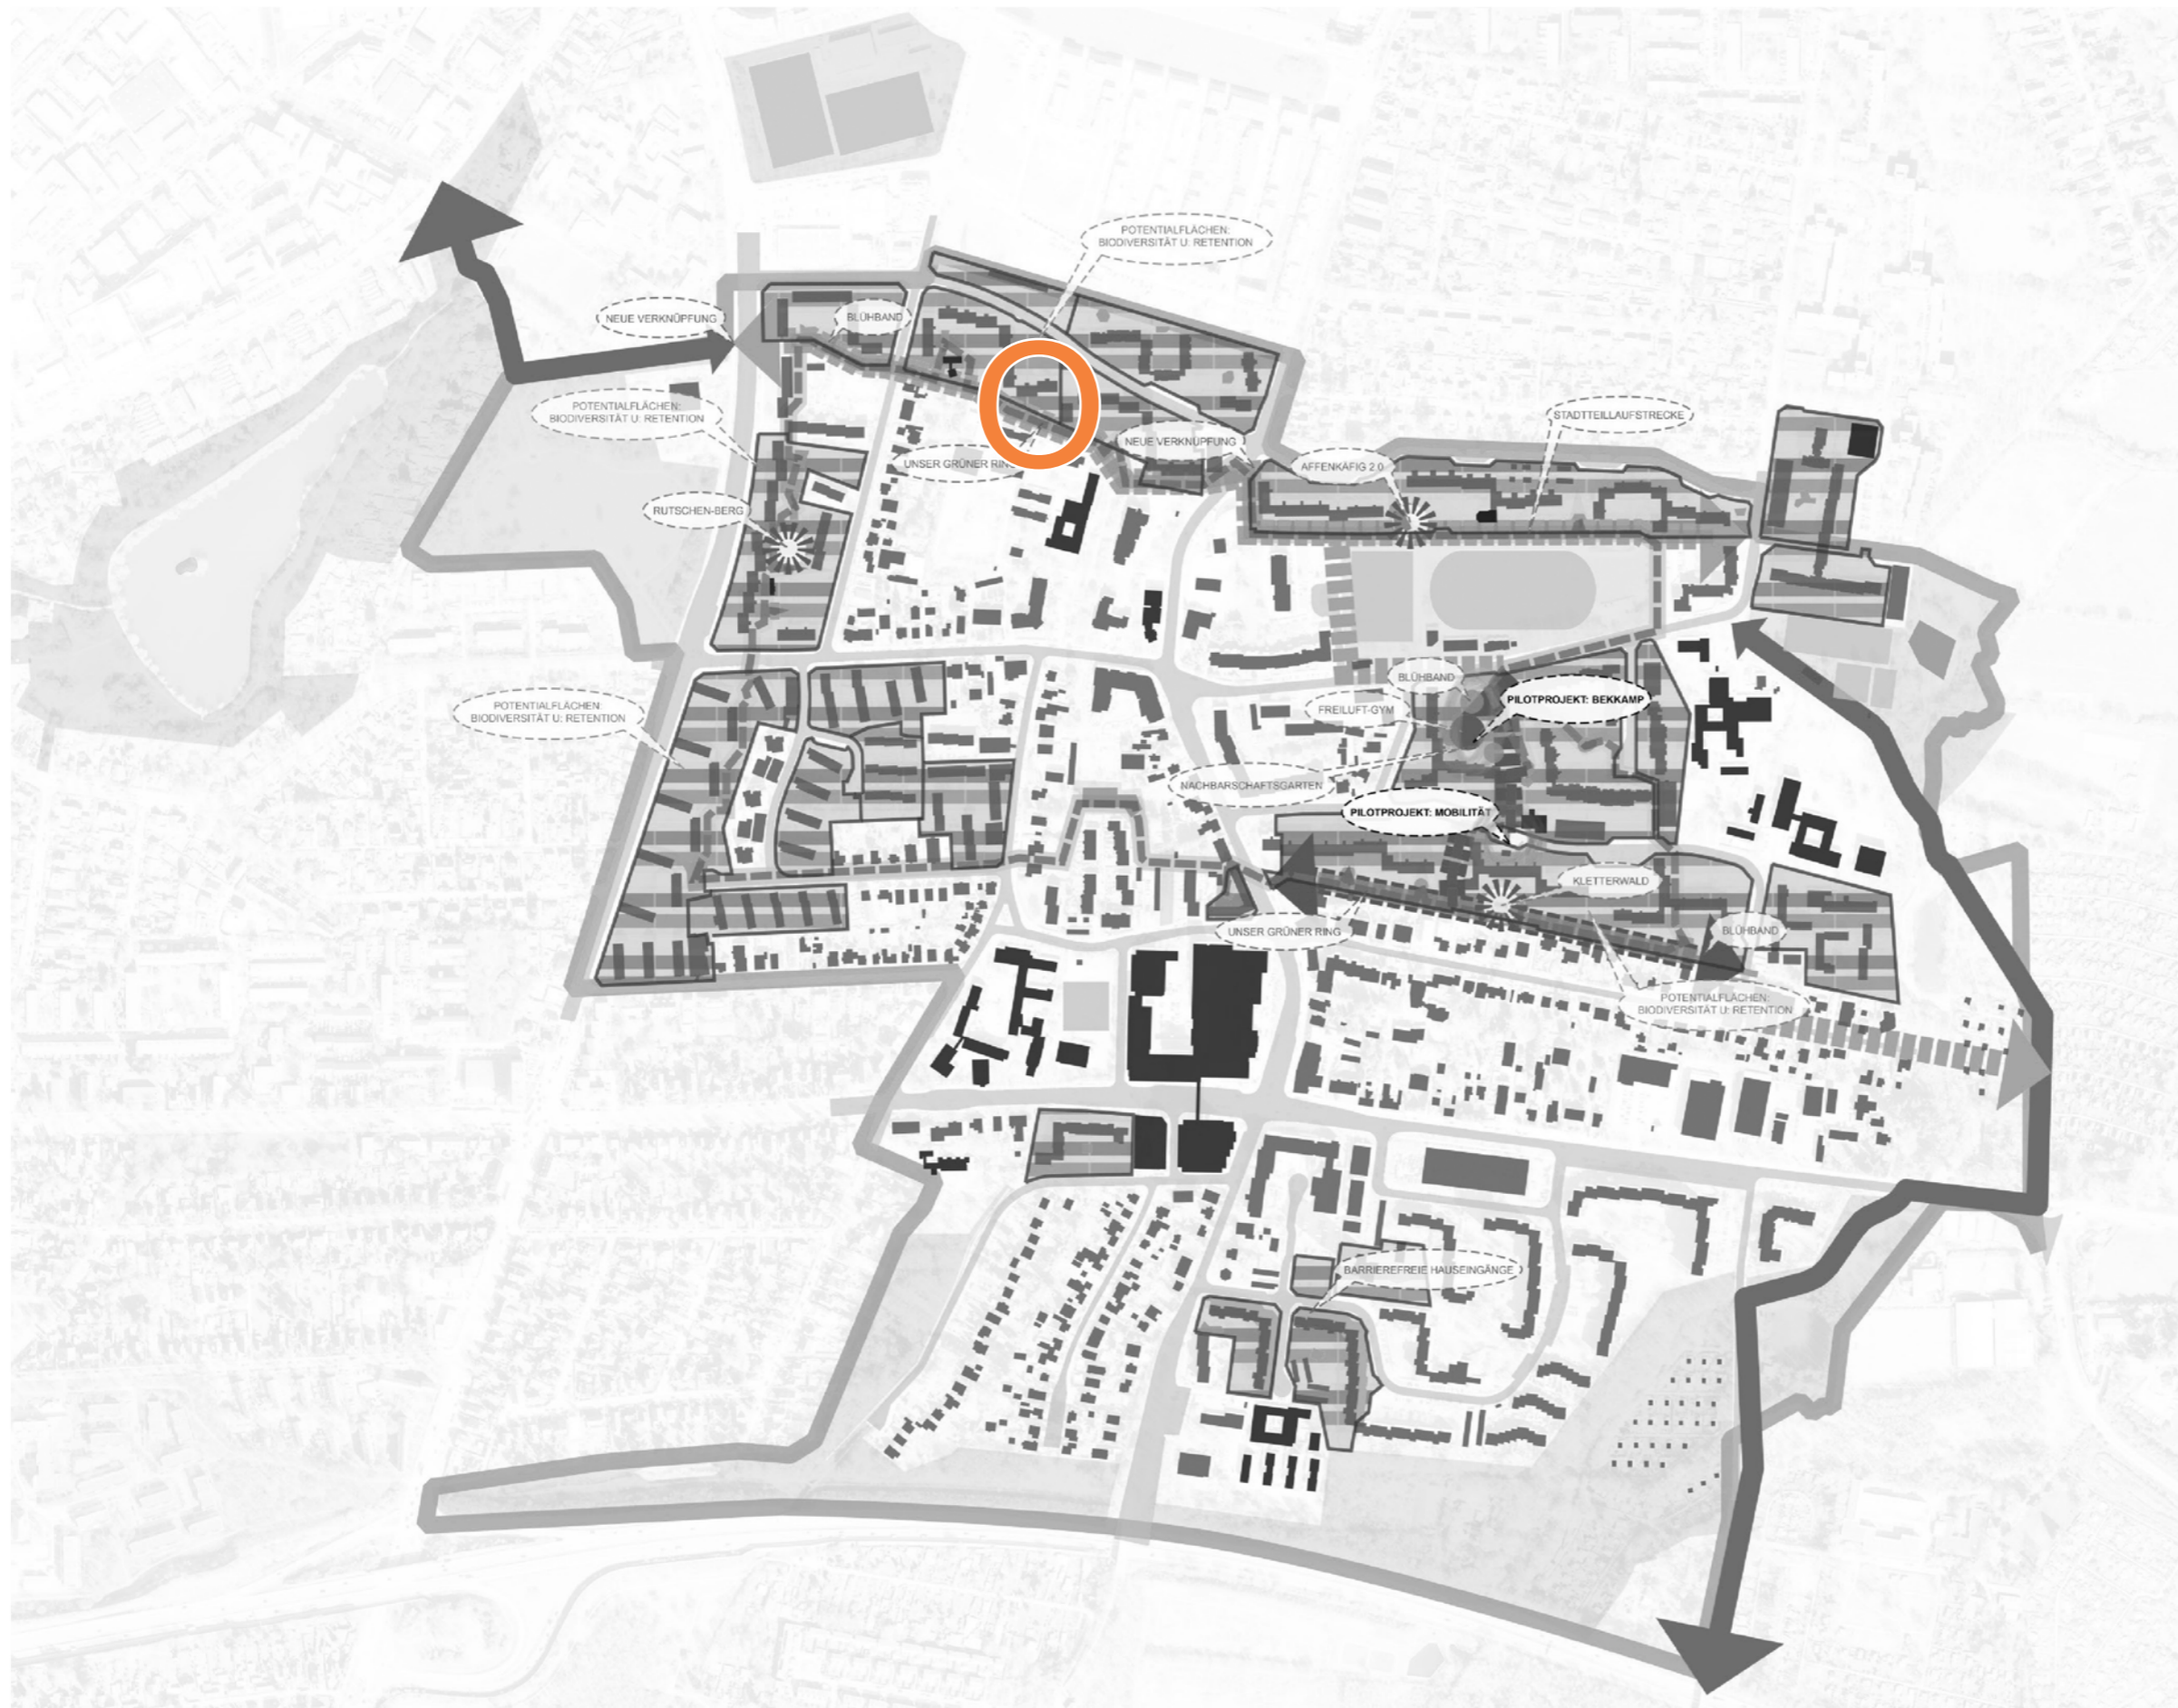 POTENTIALFLÄCHEN:
BIODIVERSITÄT U: RETENTION
NEUE VERKNÜPFUNG
BLÜHBAND
POTENTIALFLÄCHEN:
BIODIVERSITÄT U: RETENTION
NEUE VERKNÜPFUNG
STADTTEILLAUFSTRECKE
UNSER GRÜNER RING
AFFENKÄFIG 2.0
RUTSCHEN-BERG
BLÜHBAND
PILOTPROJEKT: BEKKAMP
POTENTIALFLÄCHEN:
BIODIVERSITÄT U: RETENTION
FREILUFT-GYM
NACHBARSCHAFTSGARTEN
PILOTPROJEKT: MOBILITÄT
KLETTERWALD
UNSER GRÜNER RING
BLÜHBAND
POTENTIALFLÄCHEN:
BIODIVERSITÄT U: RETENTION
BARRIEREFREIE HAUSEINGÄNGE